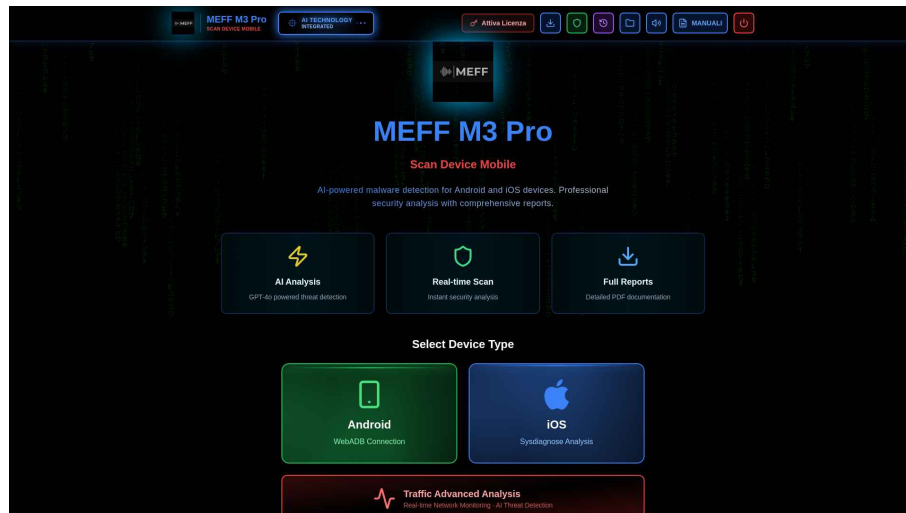 MEFF
MEFF M3 Pro
SCAN DEVICE MOBILE
AI TECHNOLOGY
INTEGRATED
Attiva Licenza
MANUALI
MEFF
MEFF M3 Pro
Scan Device Mobile
AI-powered malware detection for Android and iOS devices. Professional
security analysis with comprehensive reports.
AI Analysis
GPT-4o powered threat detection
Real-time Scan
Instant security analysis
Full Reports
Detailed PDF documentation
Select Device Type
Android
WebADB Connection
iOS
Sysdiagnose Analysis
Traffic Advanced Analysis
Real-time Network Monitoring · AI Threat Detection